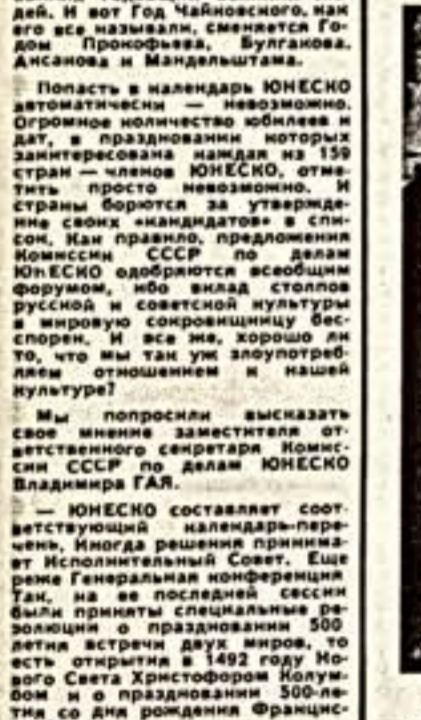 дей. И вот Год Чайковского, как
его все называли, сменяется Го-
дом Прокофьева, Булгакова,
Аксакова и Мандельштама.
Попасть в календарь ЮНЕСКО
автоматически — невозможно.
Огромное количество юбилеев и
дат, в праздновании которых
заинтересована каждая из 159
стран — членов ЮНЕСКО, отме-
тить просто невозможно. И
страны борются за утвержде-
ние своих «кандидатов» в спи-
сок. Как правило, предложения
Комиссии СССР по делам
ЮНЕСКО одобряются всеобщим
форумом, ибо вклад столпов
русской и советской культуры
в мировую сокровищницу бес-
спорен. И все же, хорошо ли
то, что мы так уж злоупотреб-
ляем отношением к нашей
культуре?
Мы попросили высказать
свое мнение заместителя от-
ветственного секретаря Комис-
сии СССР по делам ЮНЕСКО
Владимира ГАЯ.
— ЮНЕСКО составляет соот-
ветствующий календарь-пере-
чень. Иногда решения принима-
ет Исполнительный Совет. Еще
реже Генеральная конференция
Так, на ее последней сессии
были приняты специальные ре-
золюции о праздновании 500
летия встречи двух миров, то
есть открытия в 1492 году Но-
вого Света Христофором Колум-
бом и о праздновании 500-ле-
тия со дня рождения Францис-